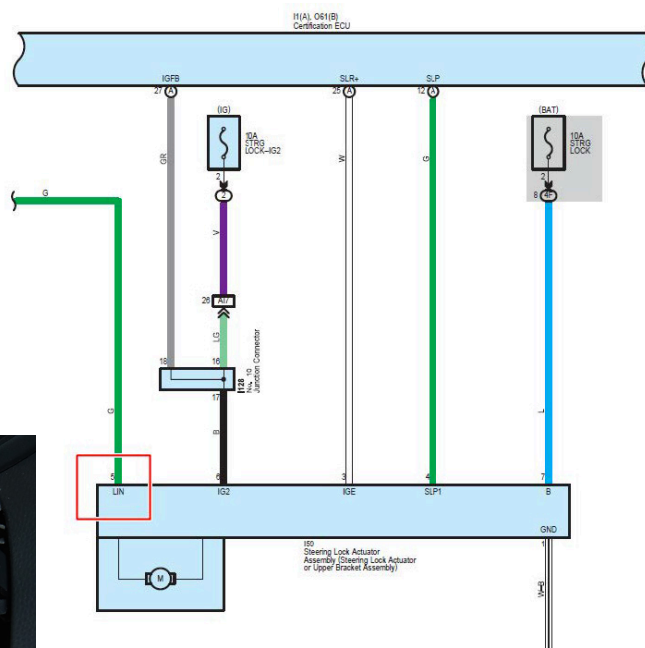 I1(A), O61(B)
Certification ECU
IGFB
SLR+
SLP
27 A
25 A
12 A
(IG)
(BAT)
10A
STRG
LOCK-IG2
10A
STRG
LOCK
GR
W
G
2
2
2
8 4F
G
V
26
LG
18
16
I128
No. 10
Junction Connector
17
G
B
L
5
6
3
4
7
LIN
IG2
IGE
SLP1
B
GND
1
I50
Steering Lock Actuator
Assembly (Steering Lock Actuator
or Upper Bracket Assembly)
M
W-B